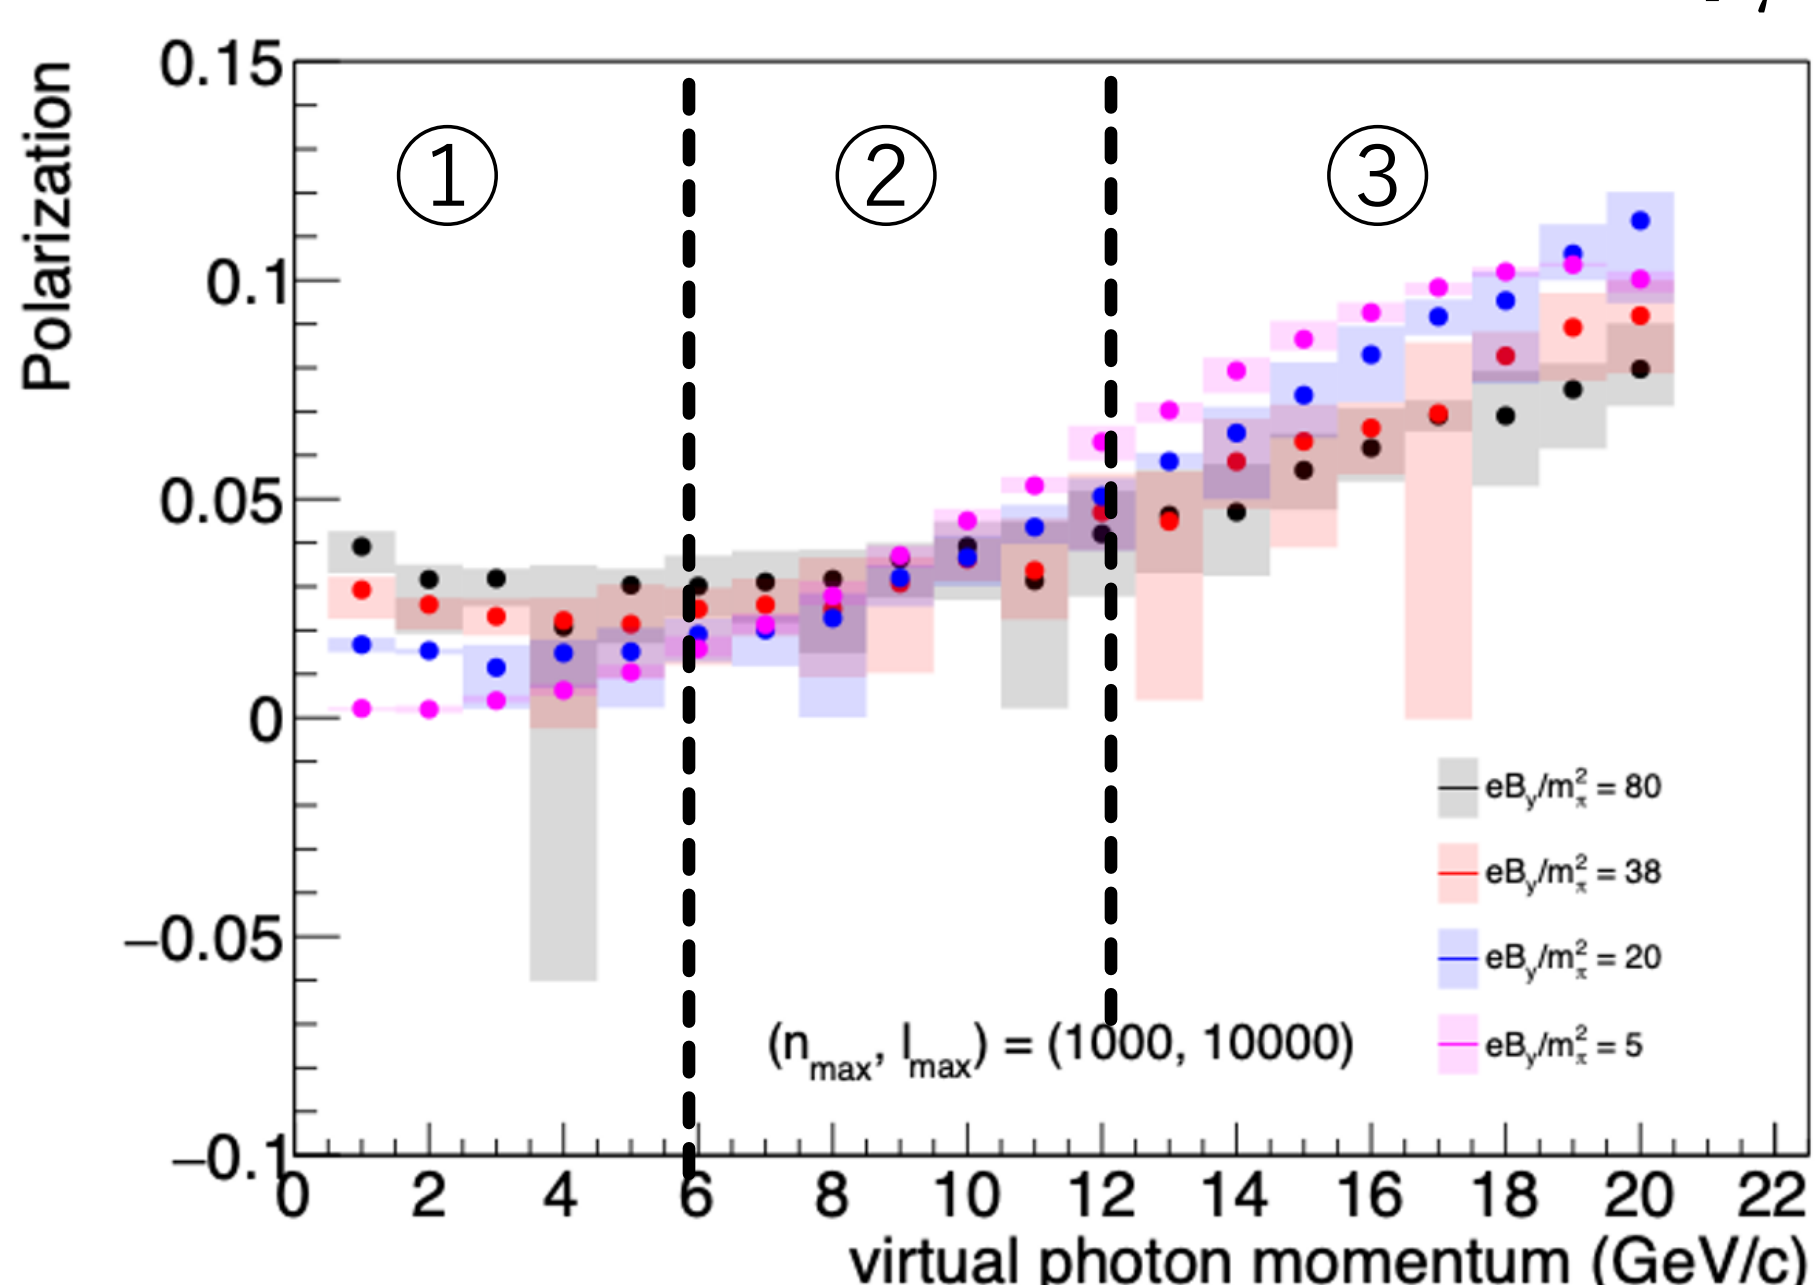 Polarization
0.15
0.1
0.05
0
−0.05
−0.1
① ② ③
eB_y/m_π^2 = 80
eB_y/m_π^2 = 38
eB_y/m_π^2 = 20
eB_y/m_π^2 = 5
(n_max, l_max) = (1000, 10000)
0 2 4 6 8 10 12 14 16 18 20 22
virtual photon momentum (GeV/c)